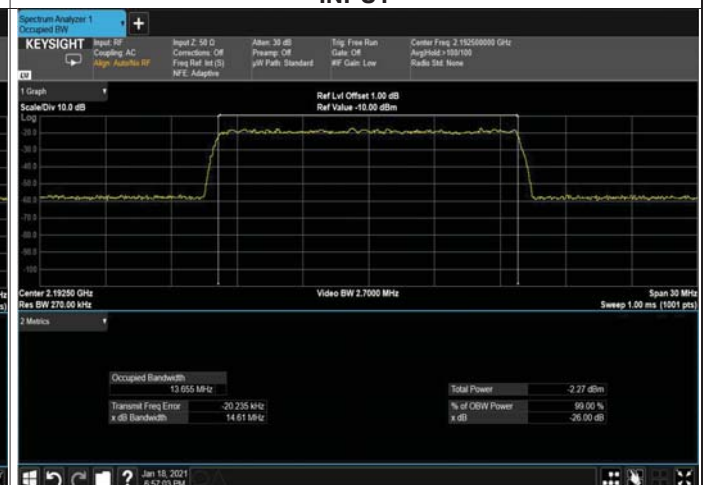 INPUT
Spectrum Analyzer 1
Occupied BW
+
KEYSIGHT
Input: RF
Coupling: AC
Align: Auto/No RF
Input Z: 50 Ω
Corrections: Off
Freq Ref: Int (S)
NFE: Adaptive
Atten: 30 dB
Preamp: Off
µW Path: Standard
Trig: Free Run
Gate: Off
#IF Gain: Low
Center Freq: 2.192500000 GHz
Avg|Hold:>100/100
Radio Std: None
1 Graph
Scale/Div 10.0 dB
Ref Lvl Offset 1.00 dB
Ref Value -10.00 dBm
Log
-20.0
-30.0
-40.0
-50.0
-60.0
-70.0
-80.0
-90.0
-100
Center 2.19250 GHz
Res BW 270.00 kHz
Video BW 2.7000 MHz
Span 30 MHz
Sweep 1.00 ms (1001 pts)
2 Metrics
Occupied Bandwidth
13.655 MHz
Transmit Freq Error -20.235 kHz
x dB Bandwidth 14.61 MHz
Total Power -2.27 dBm
% of OBW Power 99.00 %
x dB -26.00 dB
? Jan 18, 2021
6:57:03 PM